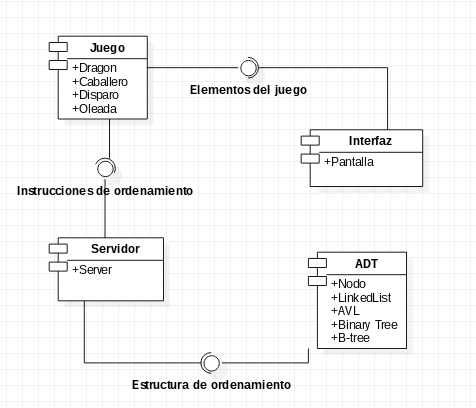 Juego
+Dragon
+Caballero
+Disparo
+Oleada
Elementos del juego
Interfaz
+Pantalla
Instrucciones de ordenamiento
Servidor
+Server
ADT
+Nodo
+LinkedList
+AVL
+Binary Tree
+B-tree
Estructura de ordenamiento